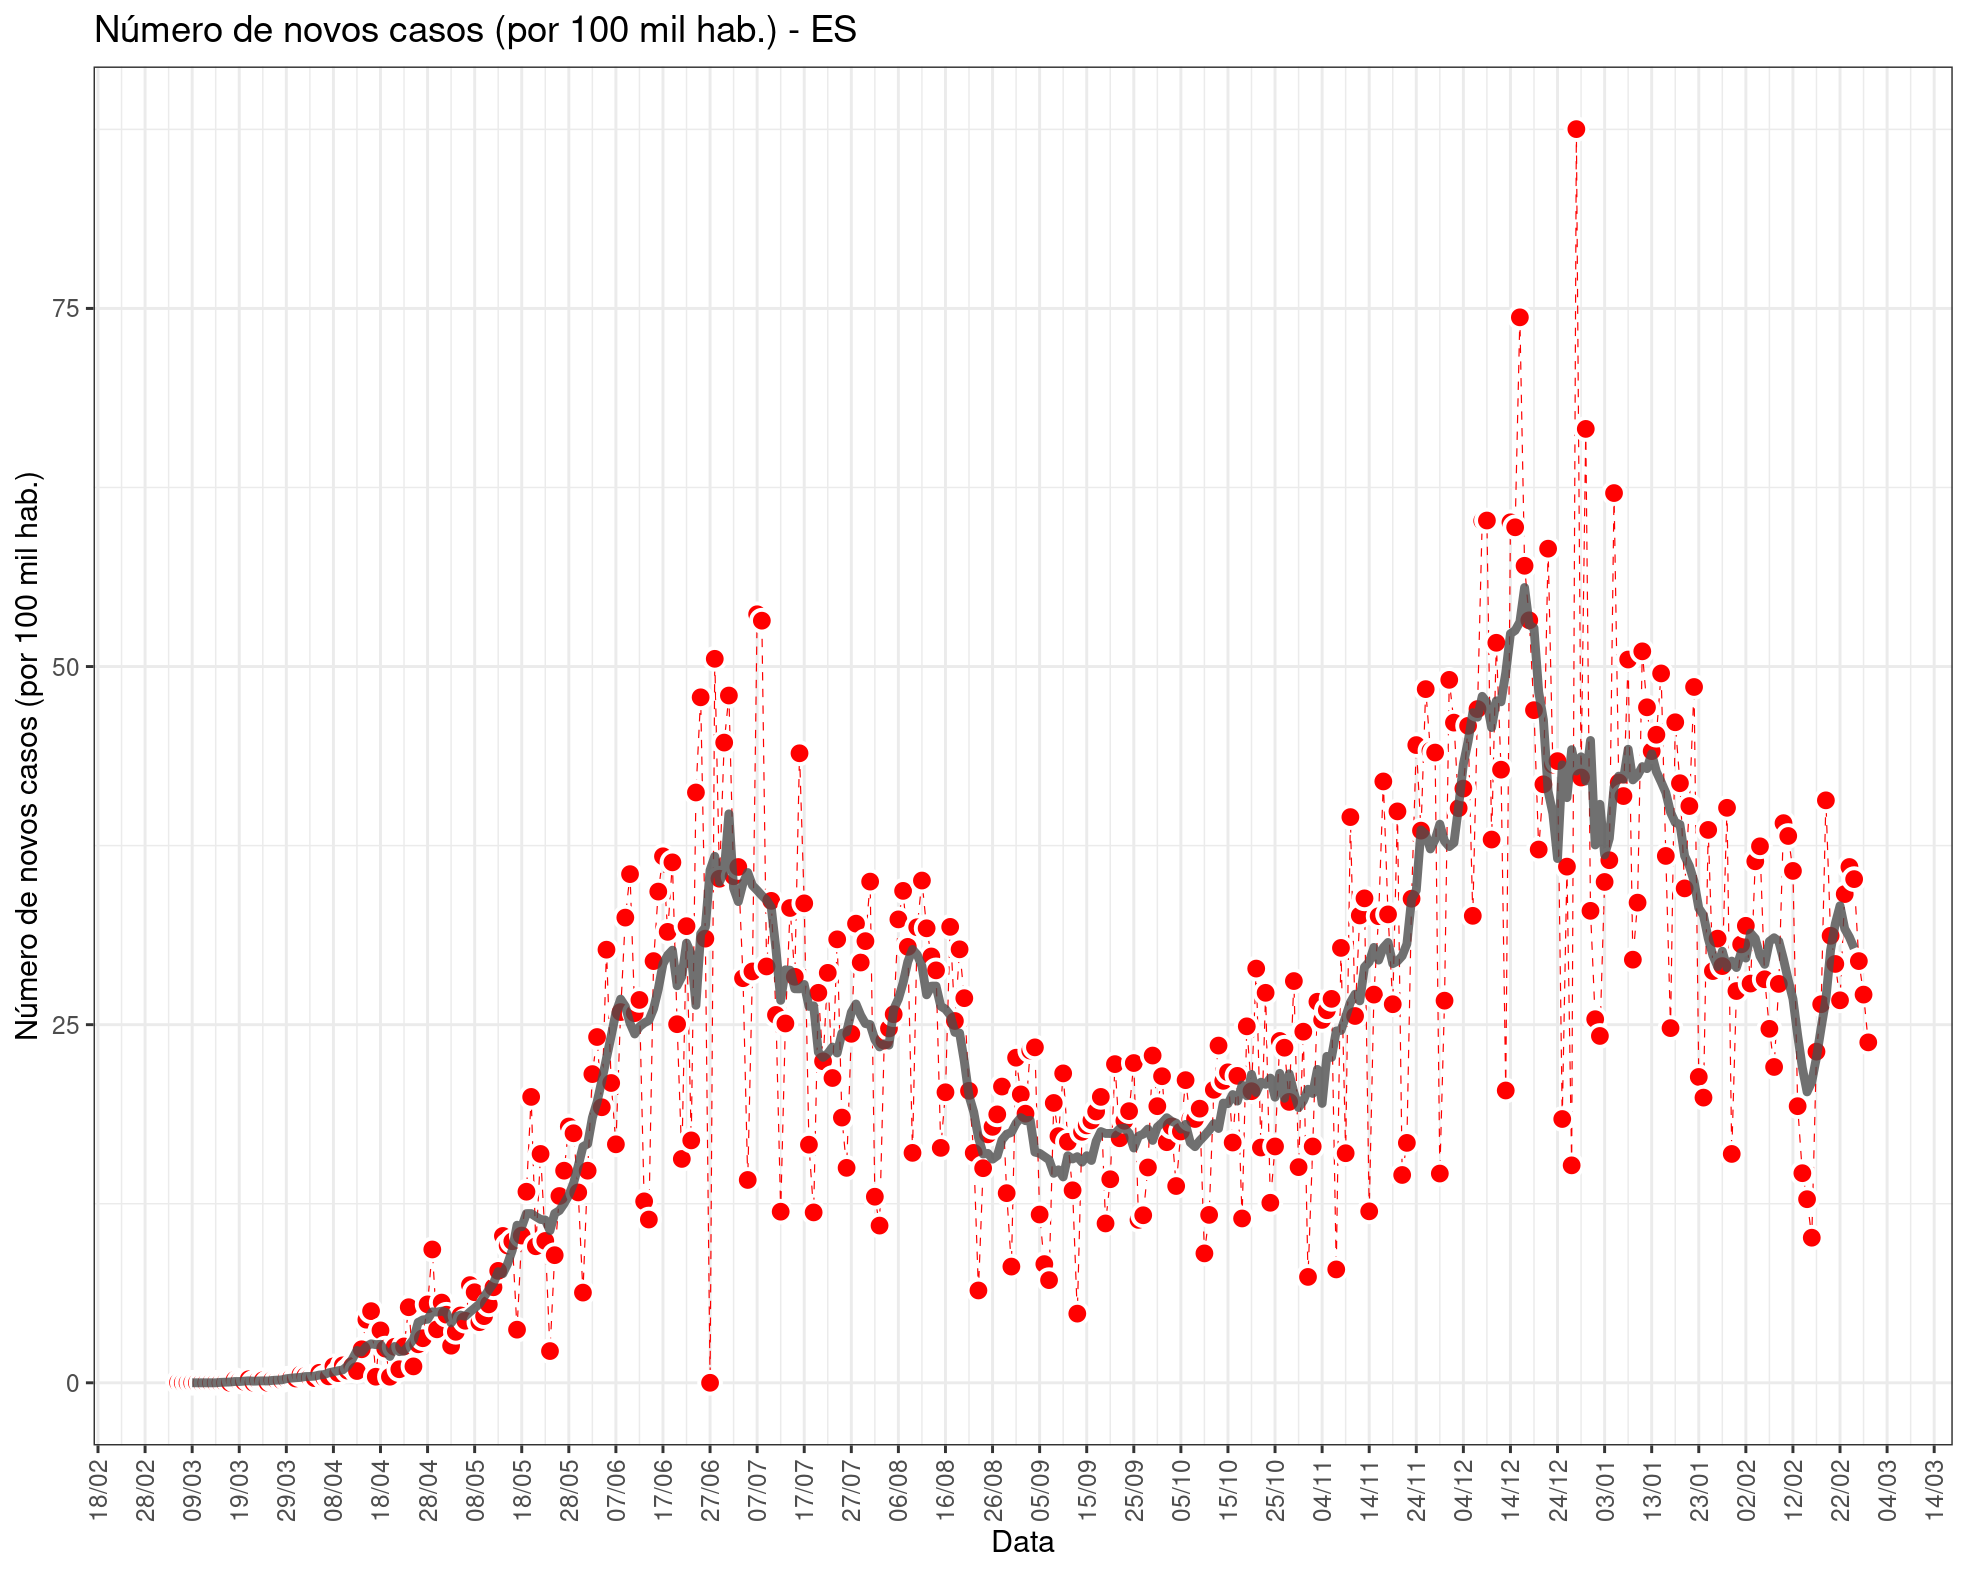 Número de novos casos (por 100 mil hab.) - ES
Número de novos casos (por 100 mil hab.)
75
50
25
0
18/02 28/02 09/03 19/03 29/03 08/04 18/04 28/04 08/05 18/05 28/05 07/06 17/06 27/06 07/07 17/07 27/07 06/08 16/08 26/08 05/09 15/09 25/09 05/10 15/10 25/10 04/11 14/11 24/11 04/12 14/12 24/12 03/01 13/01 23/01 02/02 12/02 22/02 04/03 14/03
Data